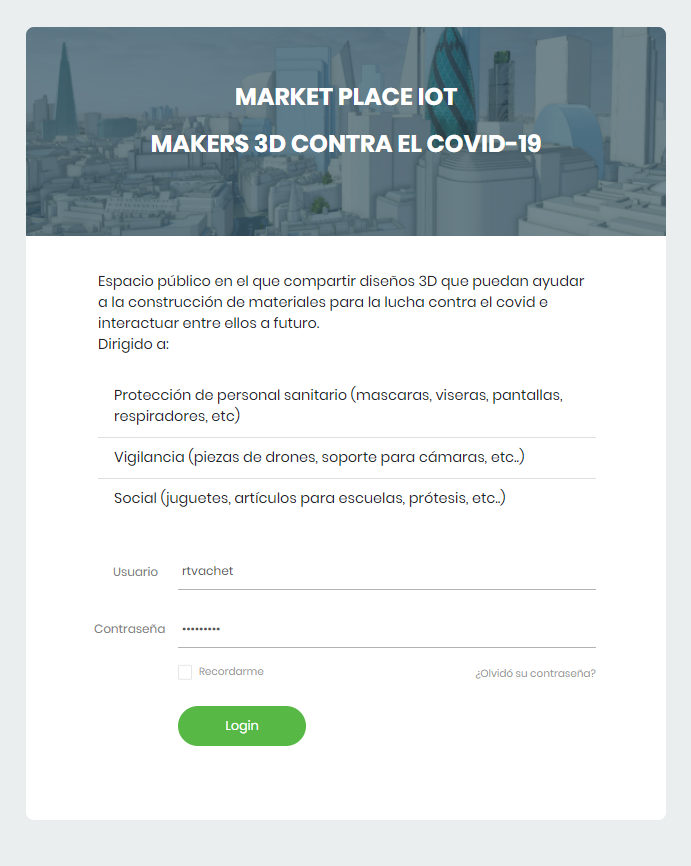 MARKET PLACE IOT
MAKERS 3D CONTRA EL COVID-19
Espacio público en el que compartir diseños 3D que puedan ayudar
a la construcción de materiales para la lucha contra el covid e
interactuar entre ellos a futuro.
Dirigido a:
Protección de personal sanitario (mascaras, viseras, pantallas,
respiradores, etc)
Vigilancia (piezas de drones, soporte para cámaras, etc..)
Social (juguetes, artículos para escuelas, prótesis, etc..)
Usuario rtvachet
Contraseña •••••••••
Recordarme ¿Olvidó su contraseña?
Login